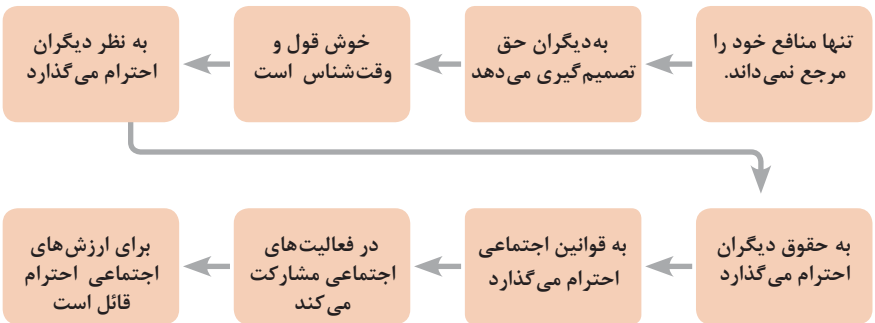 تنها منافع خود را
مرجع نمی‌داند.
به‌دیگران حق
تصمیم‌گیری می‌دهد
خوش قول و
وقت‌شناس است
به نظر دیگران
احترام می‌گذارد
به حقوق دیگران
احترام می‌گذارد
به قوانین اجتماعی
احترام می‌گذارد
در فعالیت‌های
اجتماعی مشارکت
می‌کند
برای ارزش‌های
اجتماعی احترام
قائل است